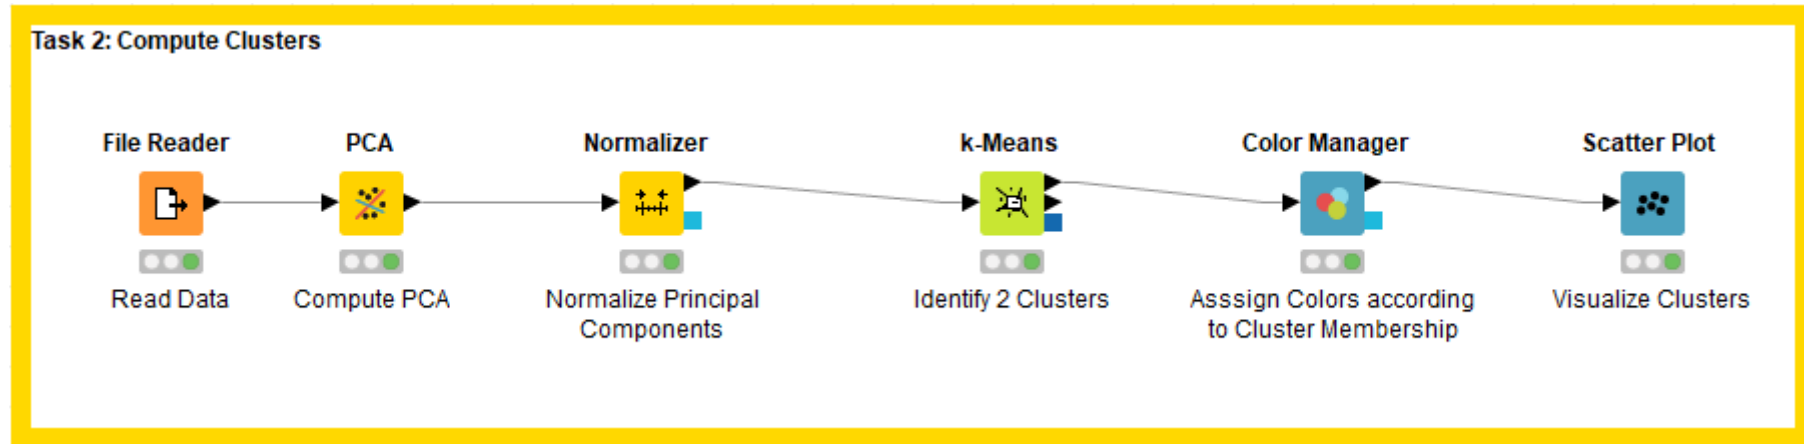 Task 2: Compute Clusters
File Reader
PCA
Normalizer
k-Means
Color Manager
Scatter Plot
Read Data
Compute PCA
Normalize Principal
Components
Identify 2 Clusters
Asssign Colors according
to Cluster Membership
Visualize Clusters